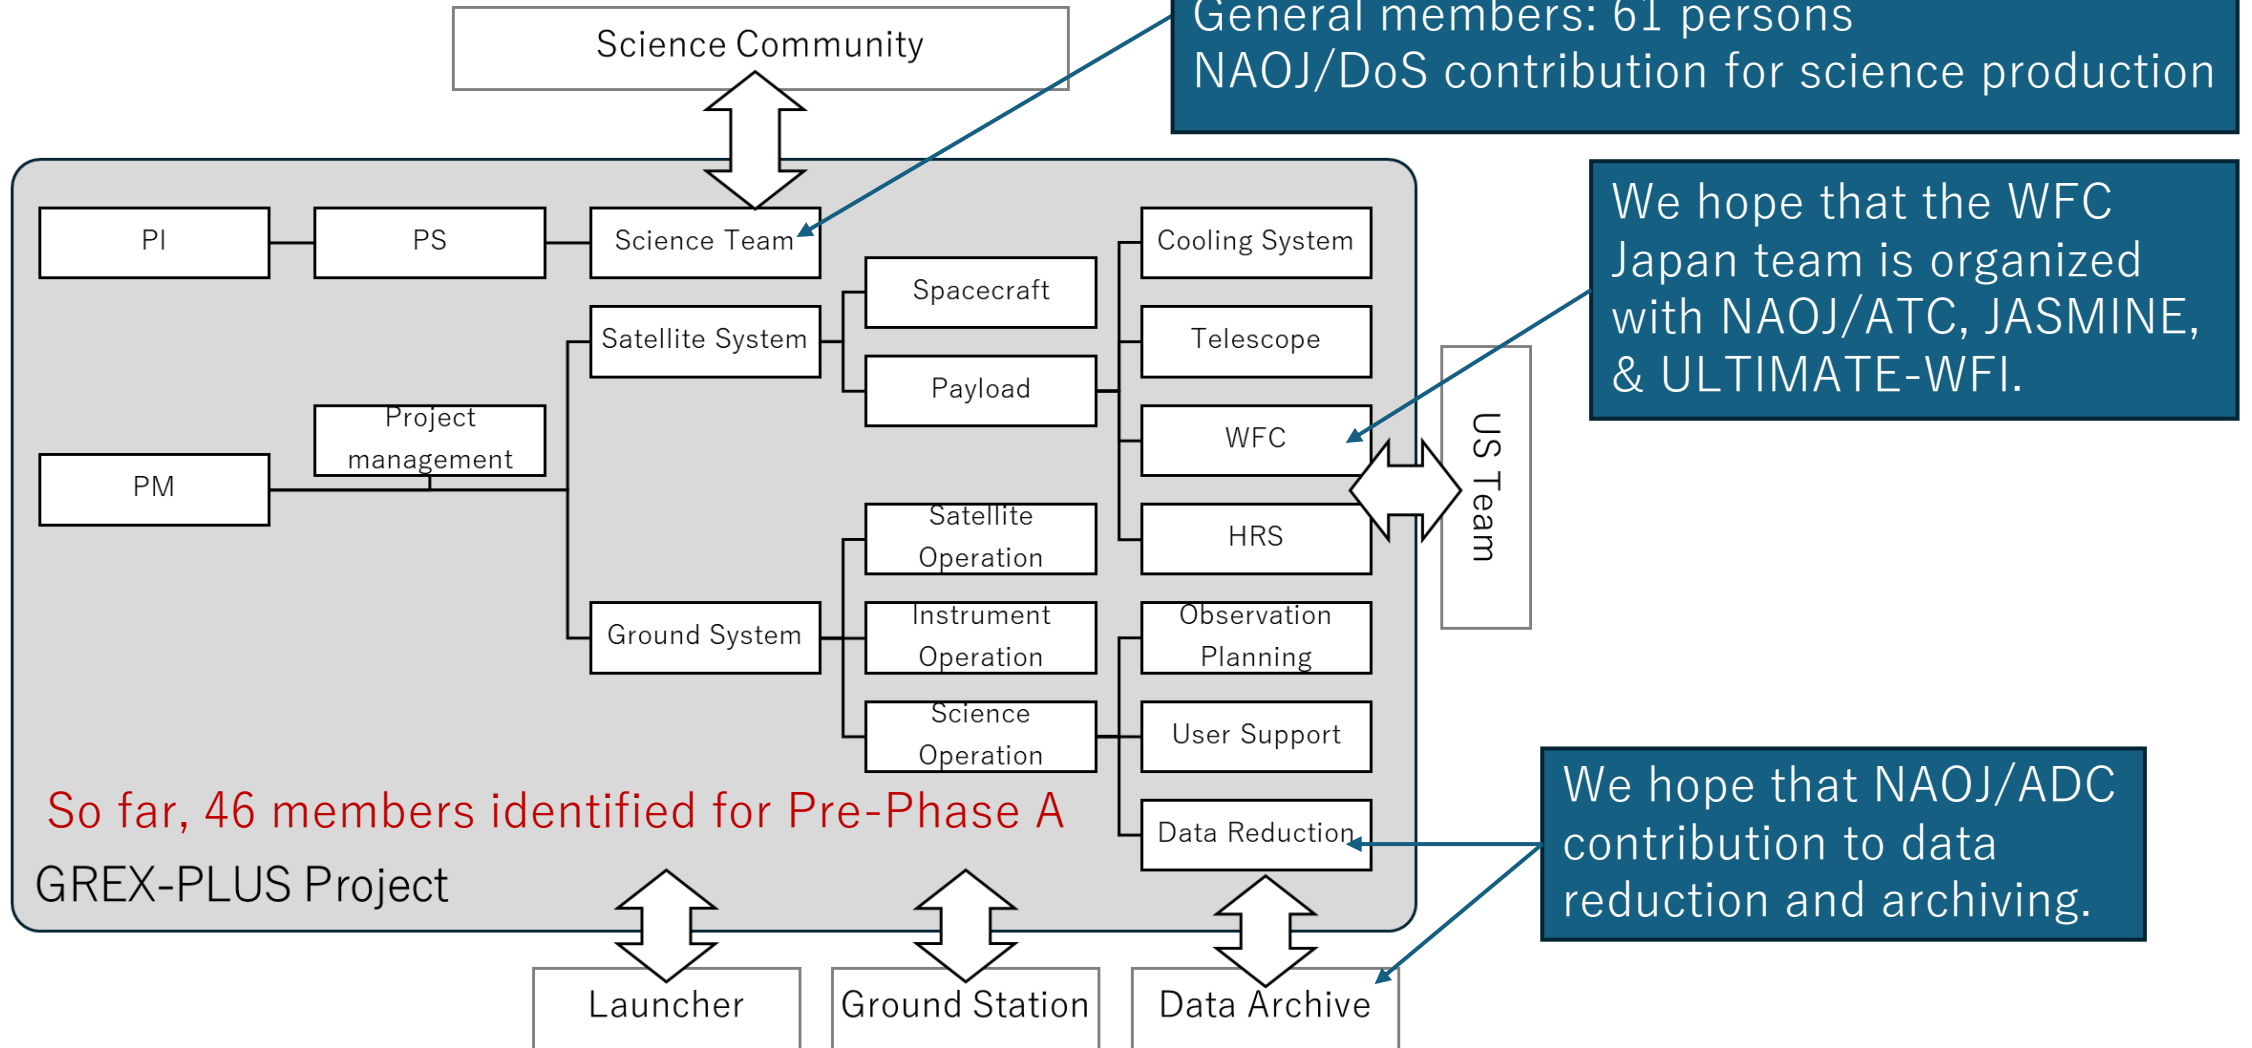 General members: 61 persons
NAOJ/DoS contribution for science production
Science Community
PI
PS
Science Team
Cooling System
Spacecraft
Satellite System
Telescope
Payload
Project
management
WFC
PM
Satellite
Operation
HRS
Instrument
Operation
Ground System
Observation
Planning
Science
Operation
User Support
Data Reduction
We hope that the WFC
Japan team is organized
with NAOJ/ATC, JASMINE,
& ULTIMATE-WFI.
US Team
We hope that NAOJ/ADC
contribution to data
reduction and archiving.
So far, 46 members identified for Pre-Phase A
GREX-PLUS Project
Launcher
Ground Station
Data Archive